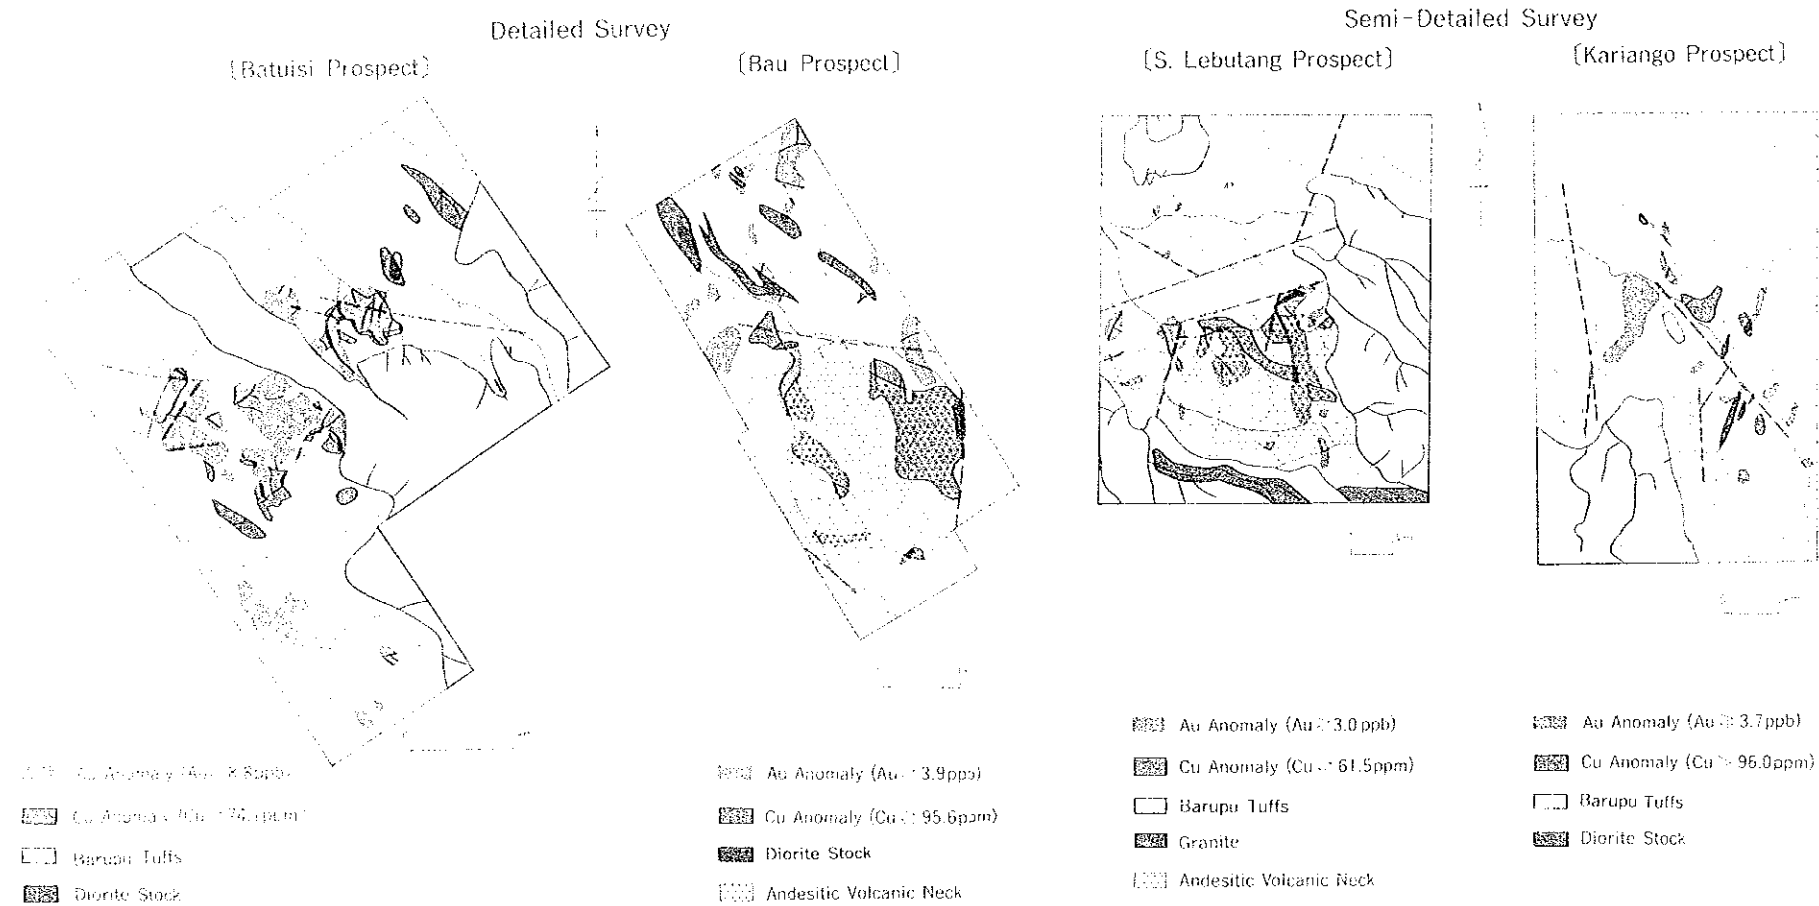 Detailed Survey
Semi-Detailed Survey
[Batuisi Prospect]
[Bau Prospect]
[S. Lebutang Prospect]
[Kariango Prospect]
Anomaly
Anomaly
Barupu Tuffs
Diorite Stock
Au Anomaly (Au 3.9ppb)
Cu Anomaly (Cu 95.6ppm)
Diorite Stock
Andesitic Volcanic Neck
Au Anomaly (Au 3.0ppb)
Cu Anomaly (Cu 61.5ppm)
Barupu Tuffs
Granite
Andesitic Volcanic Neck
Au Anomaly (Au 3.7ppb)
Cu Anomaly (Cu 96.0ppm)
Barupu Tuffs
Diorite Stock